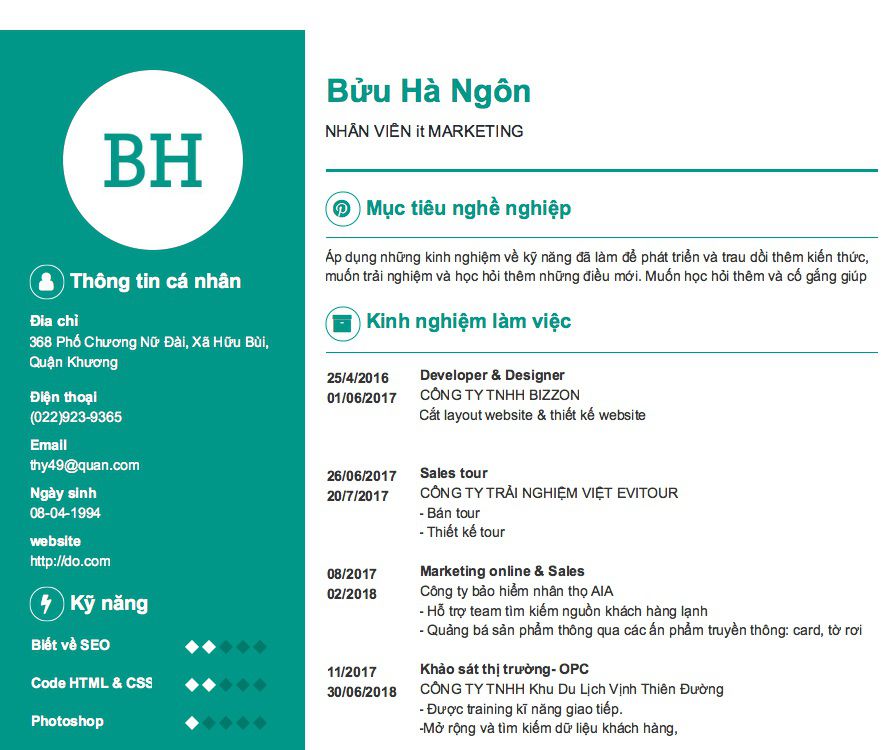 BH
Thông tin cá nhân
Địa chỉ
368 Phố Chương Nữ Đài, Xã Hữu Bùi,
Quận Khương
Điện thoại
(022)923-9365
Email
thy49@quan.com
Ngày sinh
08-04-1994
website
http://do.com
Kỹ năng
Biết về SEO
Code HTML & CSS
Photoshop
Bửu Hà Ngôn
NHÂN VIÊN it MARKETING
Mục tiêu nghề nghiệp
Áp dụng những kinh nghiệm về kỹ năng đã làm để phát triển và trau dồi thêm kiến thức,
muốn trải nghiệm và học hỏi thêm những điều mới. Muốn học hỏi thêm và cố gắng giúp
Kinh nghiệm làm việc
25/4/2016
01/06/2017
Developer & Designer
CÔNG TY TNHH BIZZON
Cắt layout website & thiết kế website
26/06/2017
20/7/2017
Sales tour
CÔNG TY TRẢI NGHIỆM VIỆT EVITOUR
- Bán tour
- Thiết kế tour
08/2017
02/2018
Marketing online & Sales
Công ty bảo hiểm nhân thọ AIA
- Hỗ trợ team tìm kiếm nguồn khách hàng lạnh
- Quảng bá sản phẩm thông qua các ấn phẩm truyền thông: card, tờ rơi
11/2017
30/06/2018
Khảo sát thị trường- OPC
CÔNG TY TNHH Khu Du Lịch Vịnh Thiên Đường
- Được training kĩ năng giao tiếp.
-Mở rộng và tìm kiếm dữ liệu khách hàng,